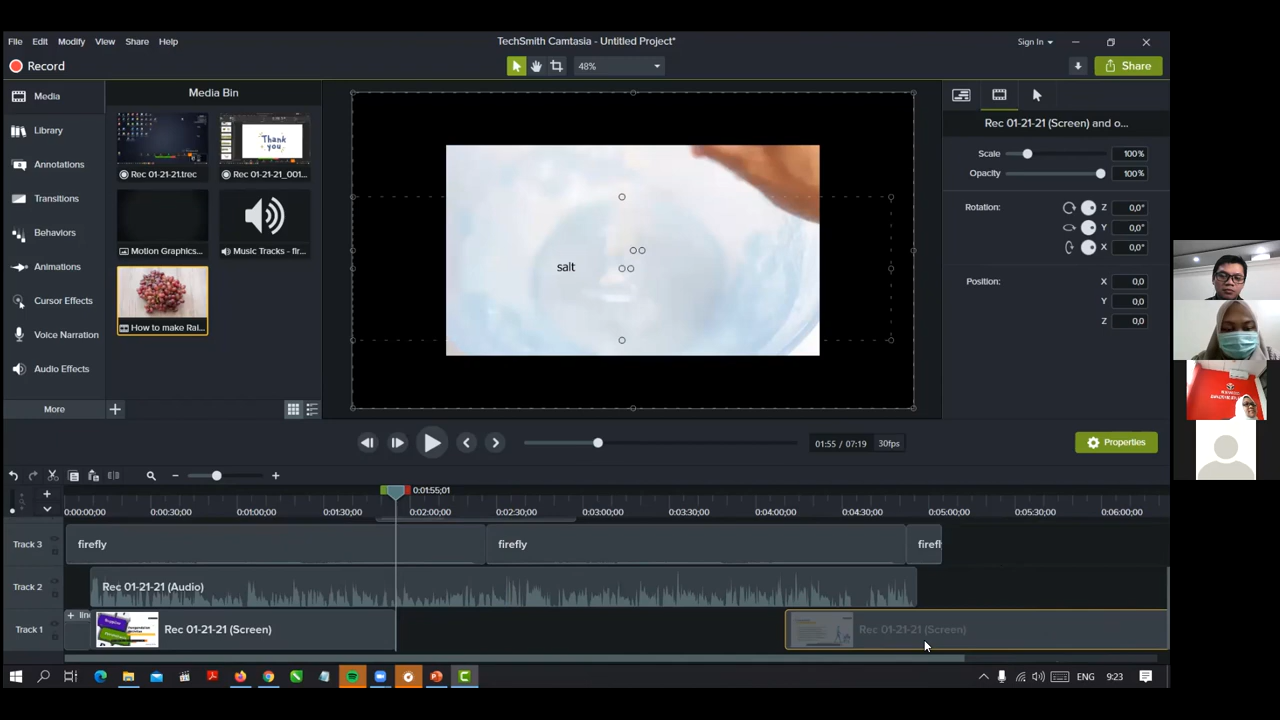 File Edit Modify View Share Help
TechSmith Camtasia - Untitled Project*
Sign In
Record
48%
Share
Media
Library
Annotations
Transitions
Behaviors
Animations
Cursor Effects
Voice Narration
Audio Effects
More
Media Bin
Thank you
Rec 01-21-21.trec
Rec 01-21-21_001...
Motion Graphics...
Music Tracks - fir...
How to make Rai...
salt
Rec 01-21-21 (Screen) and o...
Scale 100%
Opacity 100%
Rotation: Z 0,0°
Y 0,0°
X 0,0°
Position: X 0,0
Y 0,0
Z 0,0
01:55 / 07:19 30fps
Properties
0:01:55;01
0:00:00;00 0:00:30;00 0:01:00;00 0:01:30;00 0:02:00;00 0:02:30;00 0:03:00;00 0:03:30;00 0:04:00;00 0:04:30;00 0:05:00;00 0:05:30;00 0:06:00;00
Track 3 firefly firefly firefl
Track 2 Rec 01-21-21 (Audio)
Track 1 Rec 01-21-21 (Screen) Rec 01-21-21 (Screen)
ENG 9:23